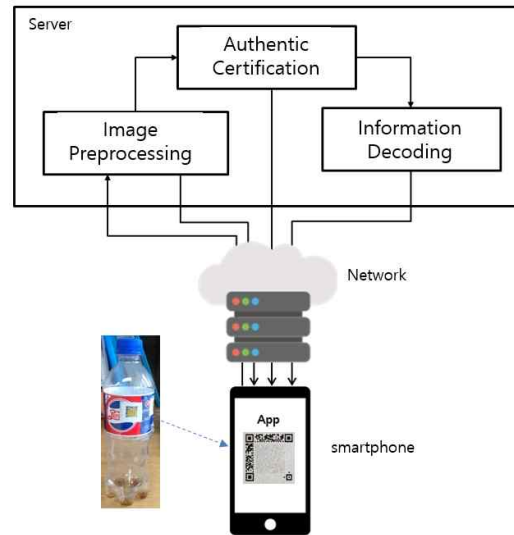 Server
Authentic
Certification
Image
Preprocessing
Information
Decoding
Network
App
smartphone